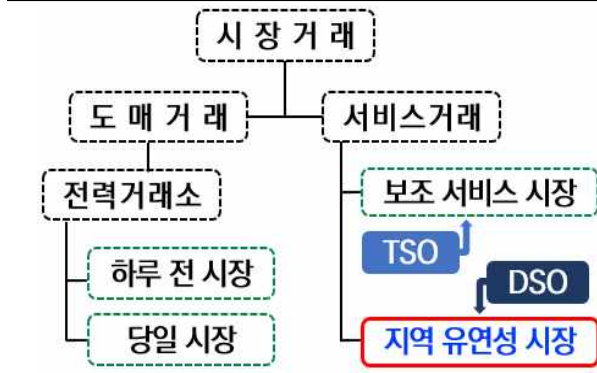 시 장 거 래
도 매 거 래
서비스거래
전력거래소
보조 서비스 시장
TSO
하루 전 시장
DSO
당일 시장
지역 유연성 시장